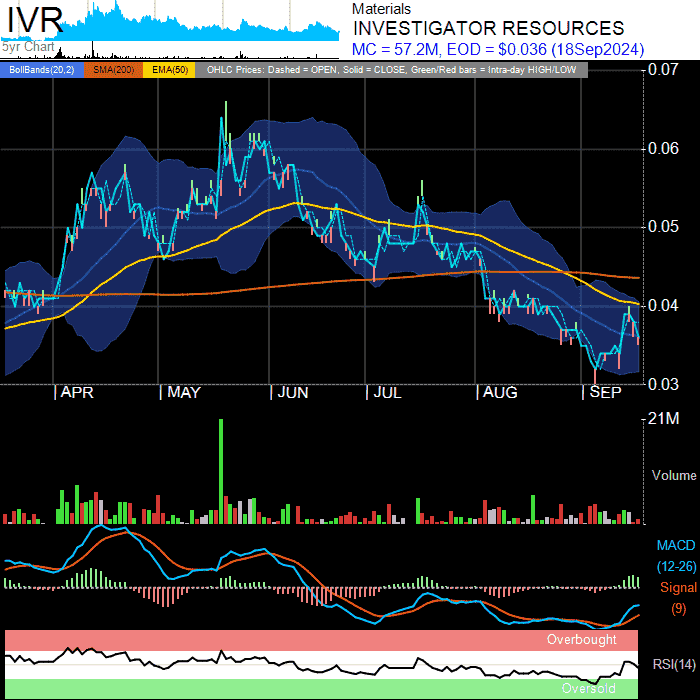 IVR
5yr Chart
Materials
INVESTIGATOR RESOURCES
MC = 57.2M, EOD = $0.036 (18Sep2024)
BollBands(20,2) SMA(200) EMA(50) OHLC Prices: Dashed = OPEN, Solid = CLOSE, Green/Red bars = Intra-day HIGH/LOW
0.07
0.06
0.05
0.04
0.03
APR MAY JUN JUL AUG SEP
21M
Volume
MACD
(12-26)
Signal
(9)
Overbought
RSI(14)
Oversold